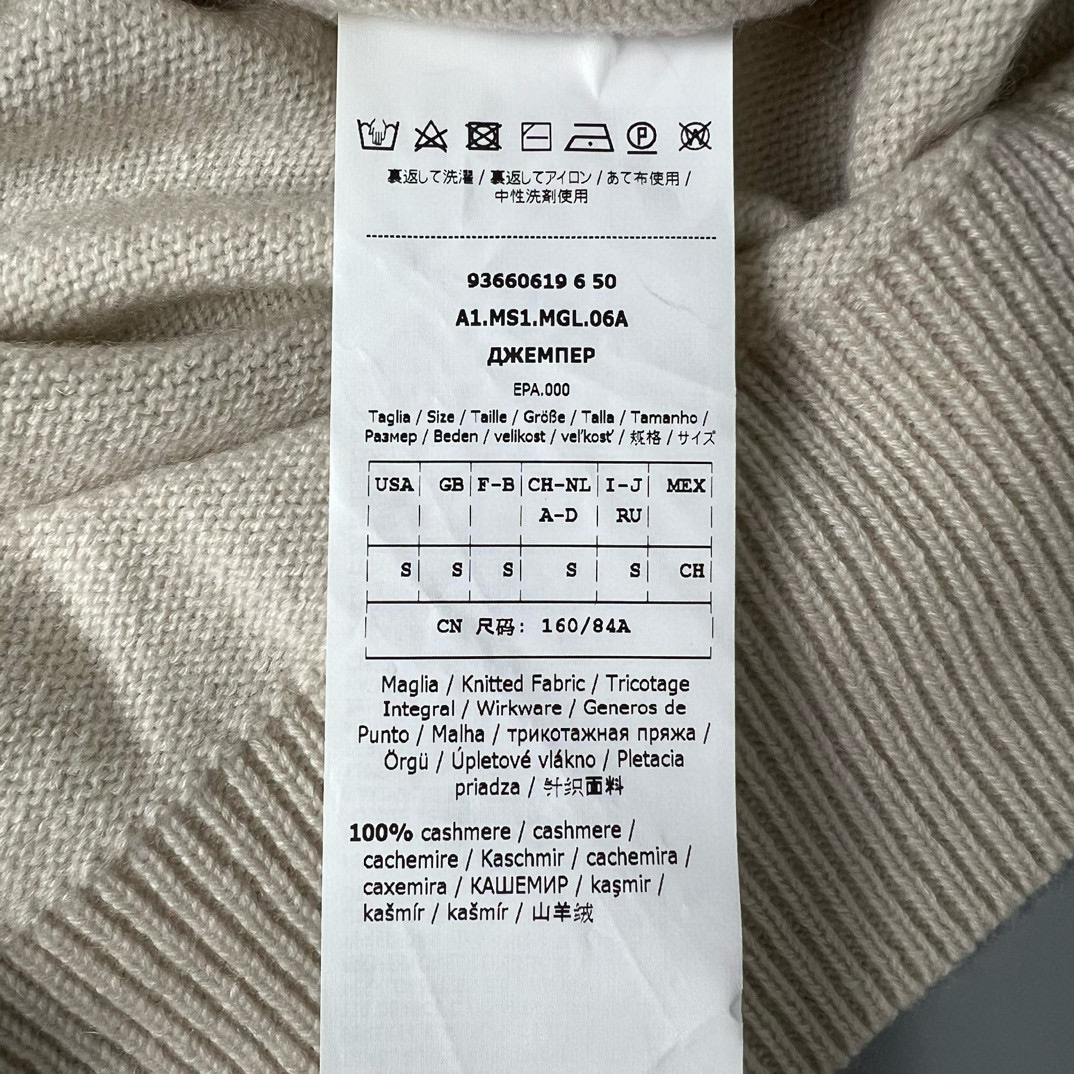 裏返して洗濯 / 裏返してアイロン / あて布使用 /
中性洗剤使用
93660619 6 50
A1.MS1.MGL.06A
ДЖЕМПЕР
EPA.000
Taglia / Size / Taille / Größe / Talla / Tamanho /
Размер / Beden / velikost / veľkosť / 规格 / サイズ
USA GB F-B CH-NL I-J MEX
A-D RU
S S S S S CH
CN 尺码: 160/84A
Maglia / Knitted Fabric / Tricotage
Integral / Wirkware / Generos de
Punto / Malha / трикотажная пряжа /
Örgü / Úpletové vlákno / Pletacia
priadza / 针织面料
100% cashmere / cashmere /
cachemire / Kaschmir / cachemira /
caxemira / КАШЕМИР / kaşmir /
kašmír / kašmír / 山羊绒